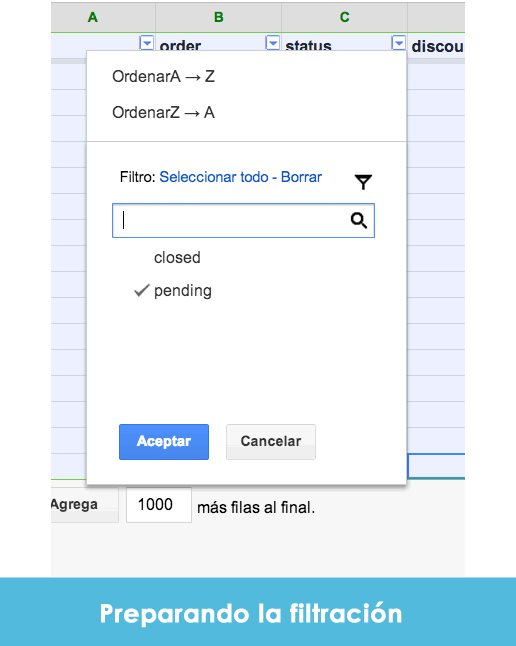 A B C
order status discou
OrdenarA → Z
OrdenarZ → A
Filtro: Seleccionar todo - Borrar
closed
pending
Aceptar Cancelar
Agrega 1000 más filas al final.
Preparando la filtración